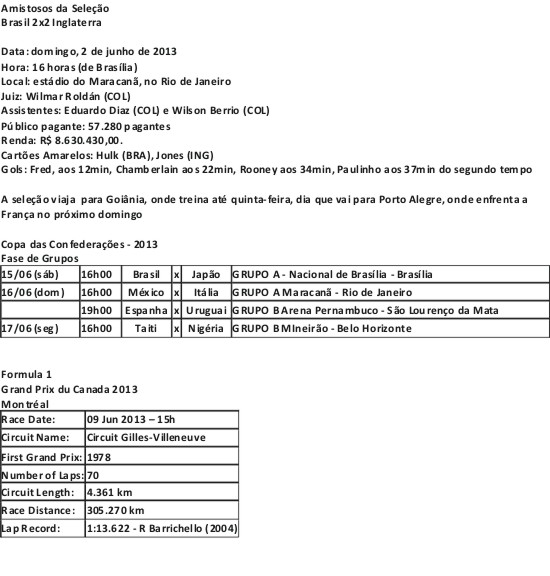 Amistosos da Seleção
Brasil 2x2 Inglaterra
Data: domingo, 2 de junho de 2013
Hora: 16 horas (de Brasília)
Local: estádio do Maracanã, no Rio de Janeiro
Juiz: Wilmar Roldán (COL)
Assistentes: Eduardo Diaz (COL) e Wilson Berrio (COL)
Público pagante: 57.280 pagantes
Renda: R$ 8.630.430,00.
Cartões Amarelos: Hulk (BRA), Jones (ING)
Gols: Fred, aos 12min, Chamberlain aos 22min, Rooney aos 34min, Paulinho aos 37min do segundo tempo
A seleção viaja para Goiânia, onde treina até quinta-feira, dia que vai para Porto Alegre, onde enfrenta a
França no próximo domingo
Copa das Confederações - 2013
Fase de Grupos
15/06 (sáb) 16h00 Brasil x Japão GRUPO A - Nacional de Brasília - Brasília
16/06 (dom) 16h00 México x Itália GRUPO A Maracanã - Rio de Janeiro
19h00 Espanha x Uruguai GRUPO B Arena Pernambuco - São Lourenço da Mata
17/06 (seg) 16h00 Taiti x Nigéria GRUPO B MIneirão - Belo Horizonte
Formula 1
Grand Prix du Canada 2013
Montréal
Race Date: 09 Jun 2013 – 15h
Circuit Name: Circuit Gilles-Villeneuve
First Grand Prix: 1978
Number of Laps: 70
Circuit Length: 4.361 km
Race Distance: 305.270 km
Lap Record: 1:13.622 - R Barrichello (2004)